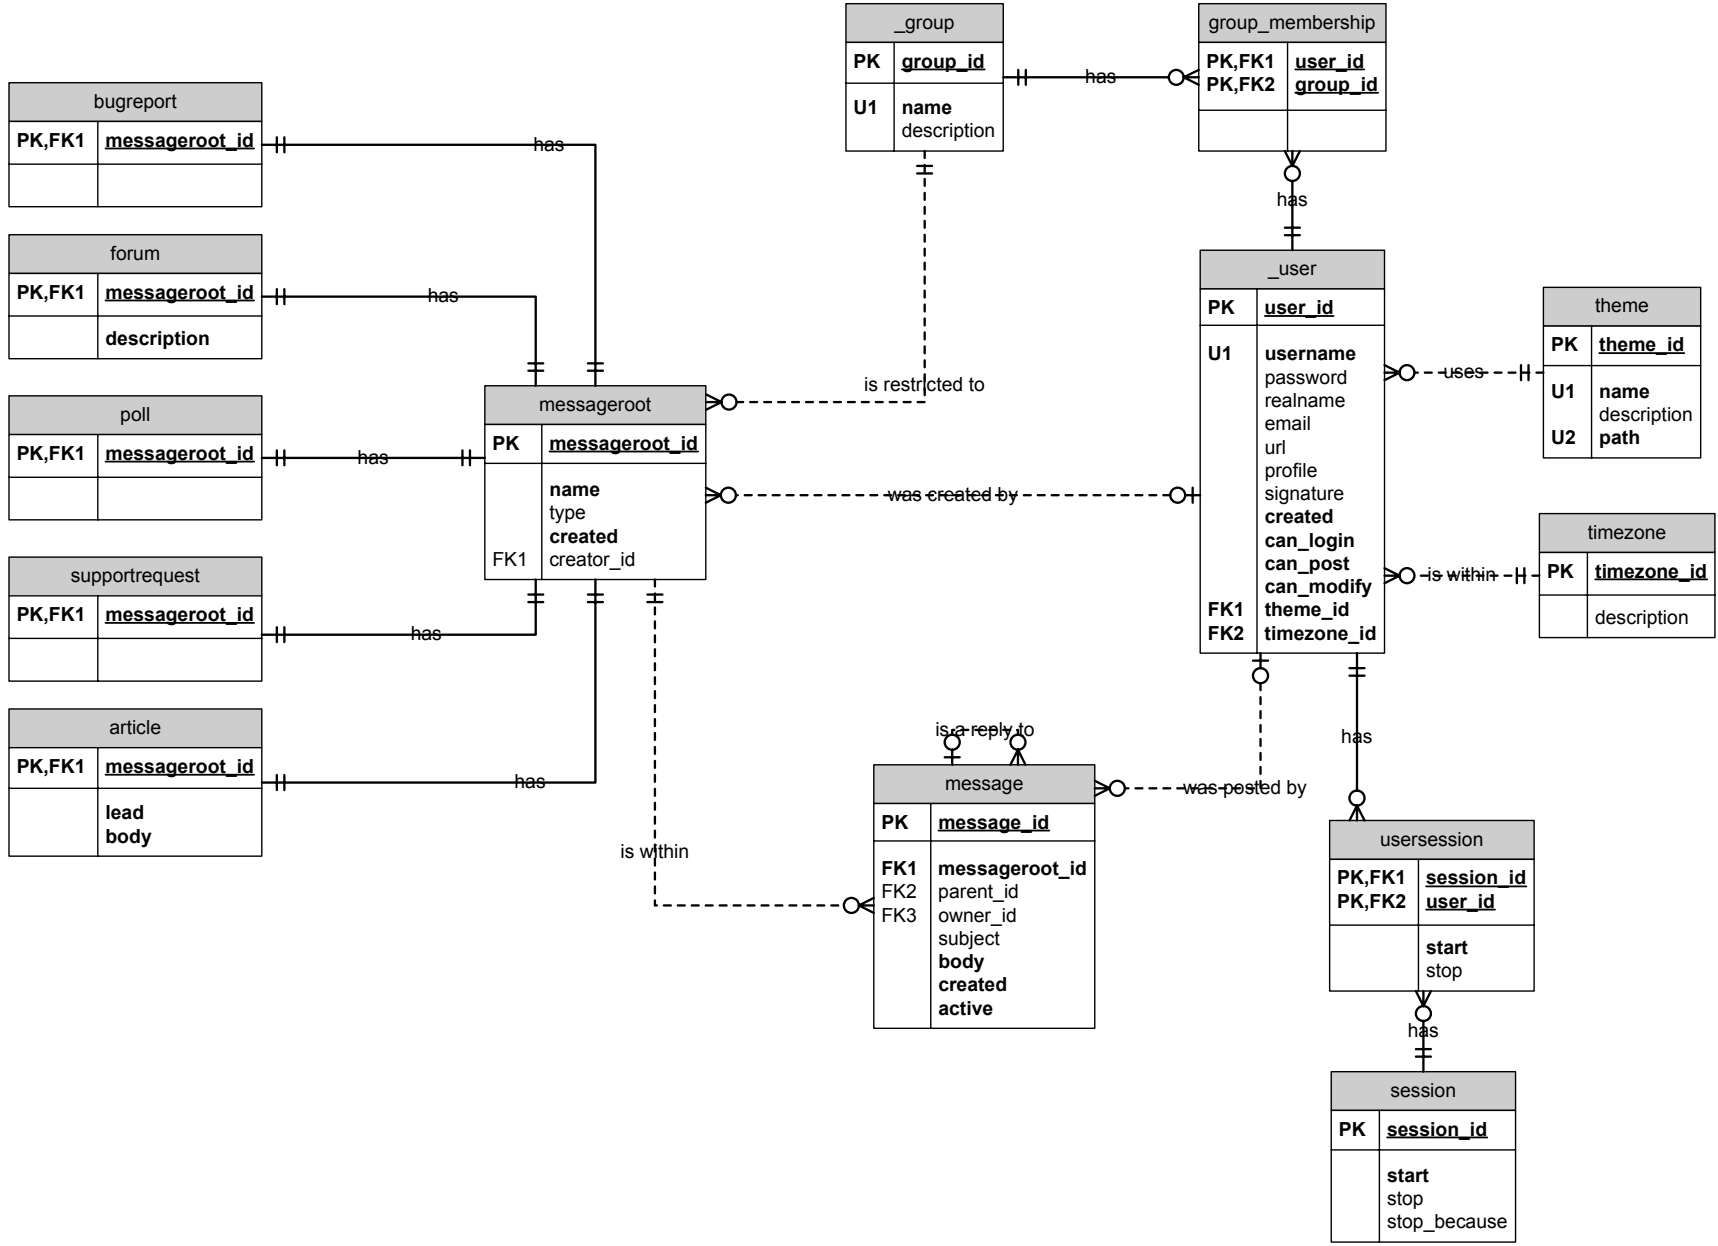 _group
PK group_id
U1 name
description
has
group_membership
PK,FK1 user_id
PK,FK2 group_id
has
bugreport
PK,FK1 messageroot_id
has
forum
PK,FK1 messageroot_id
description
has
poll
PK,FK1 messageroot_id
has
supportrequest
PK,FK1 messageroot_id
has
article
PK,FK1 messageroot_id
lead
body
has
messageroot
PK messageroot_id
name
type
created
FK1 creator_id
is restricted to
was created by
is within
_user
PK user_id
U1 username
password
realname
email
url
profile
signature
created
can_login
can_post
can_modify
FK1 theme_id
FK2 timezone_id
uses
theme
PK theme_id
U1 name
description
U2 path
is within
timezone
PK timezone_id
description
is a reply to
message
PK message_id
FK1 messageroot_id
FK2 parent_id
FK3 owner_id
subject
body
created
active
was posted by
has
usersession
PK,FK1 session_id
PK,FK2 user_id
start
stop
has
session
PK session_id
start
stop
stop_because